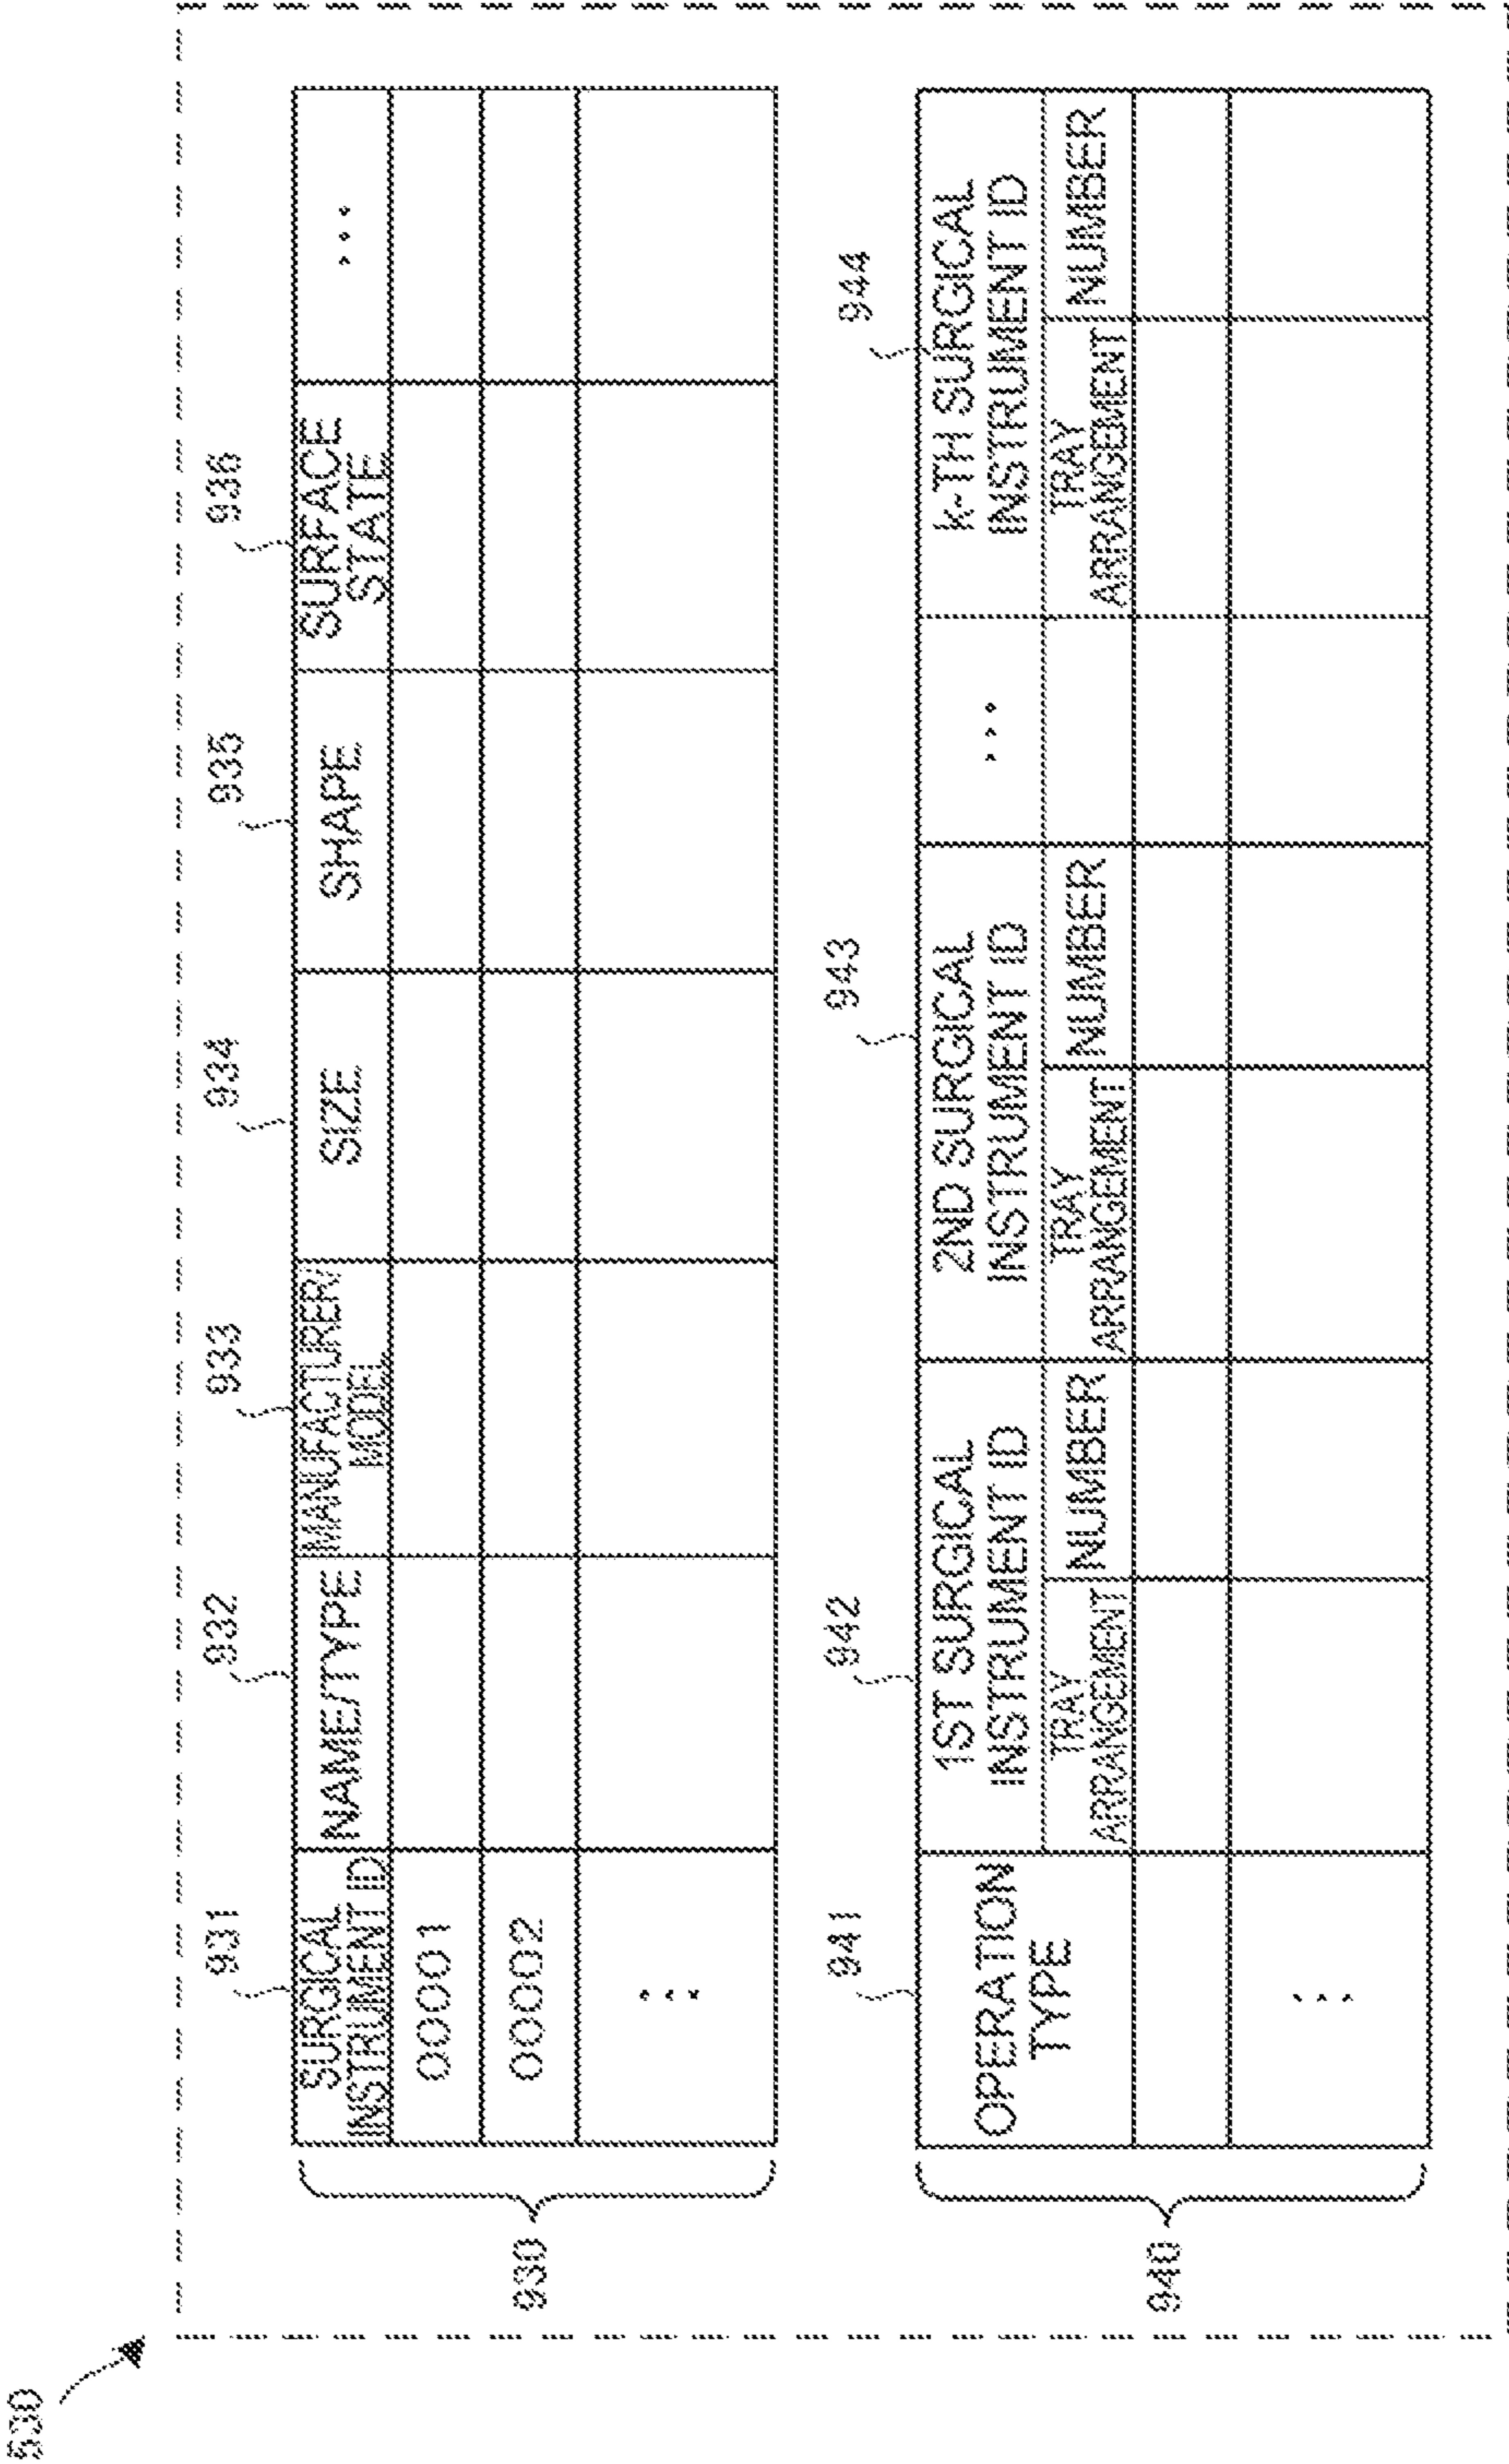 530
931
932
933
934
935
936
SURGICAL
INSTRUMENT ID
NAME/TYPE
MANUFACTURER/
MODEL
SIZE
SHAPE
SURFACE
STATE
...
00001
00002
...
930
941
942
943
944
OPERATION
TYPE
1ST SURGICAL
INSTRUMENT ID
2ND SURGICAL
INSTRUMENT ID
...
k-TH SURGICAL
INSTRUMENT ID
TRAY
ARRANGEMENT
NUMBER
TRAY
ARRANGEMENT
NUMBER
TRAY
ARRANGEMENT
NUMBER
...
940